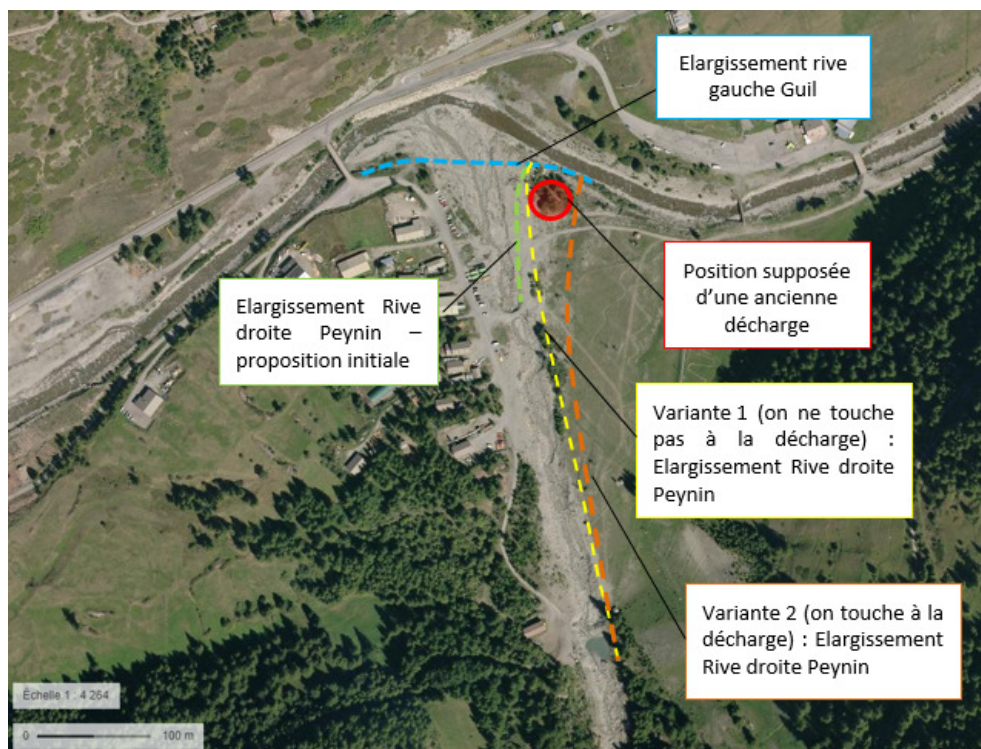 Elargissement rive
gauche Guil
Position supposée
d'une ancienne
décharge
Elargissement Rive
droite Peynin –
proposition initiale
Variante 1 (on ne touche
pas à la décharge) :
Elargissement Rive droite
Peynin
Variante 2 (on touche à la
décharge) : Elargissement
Rive droite Peynin
Échelle 1 : 4 264
0 100 m